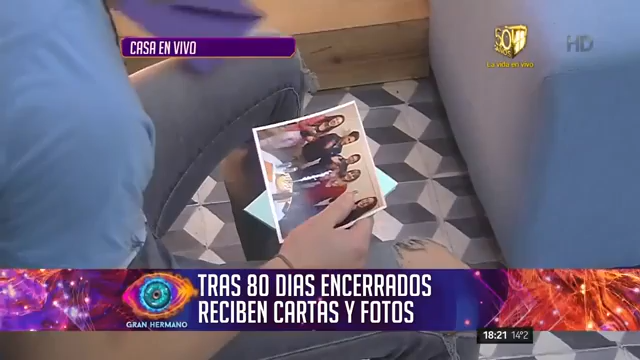 CASA EN VIVO
La vida en vivo
HD
TRAS 80 DIAS ENCERRADOS
RECIBEN CARTAS Y FOTOS
GRAN HERMANO
18:21 14°2